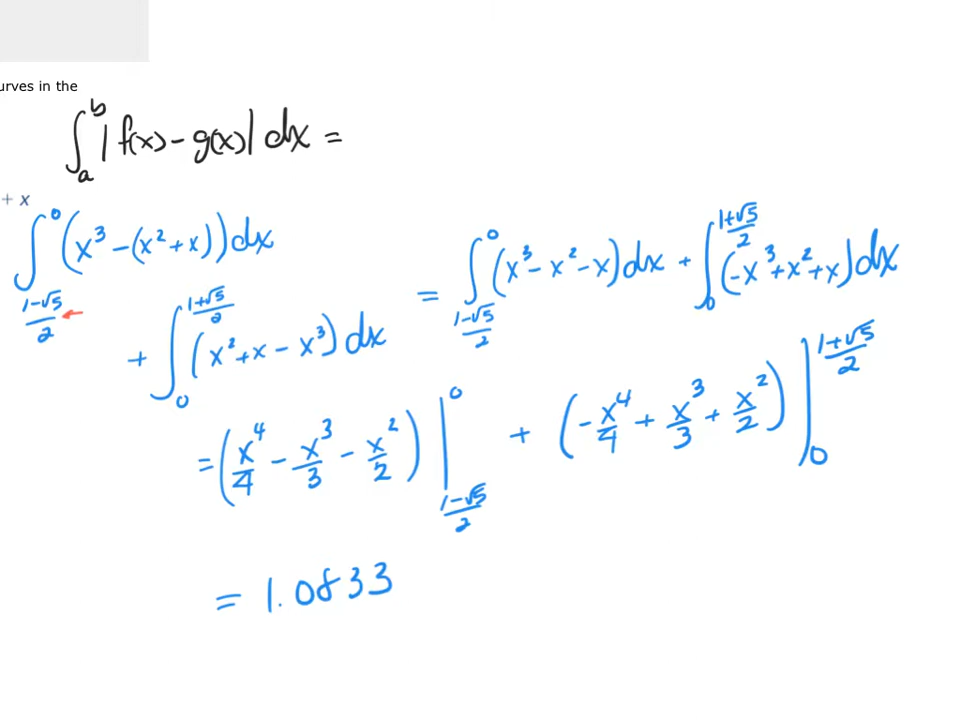 urves in the
∫_a^b |f(x) - g(x)| dx =
+ x
∫_{(1-√5)/2}^0 (x³ - (x² + x)) dx
+ ∫_0^{(1+√5)/2} (x² + x - x³) dx
= ∫_{(1-√5)/2}^0 (x³ - x² - x) dx + ∫_0^{(1+√5)/2} (-x³ + x² + x) dx
= (x⁴/4 - x³/3 - x²/2) |_{(1-√5)/2}^0 + (-x⁴/4 + x³/3 + x²/2) |_0^{(1+√5)/2}
= 1.0833